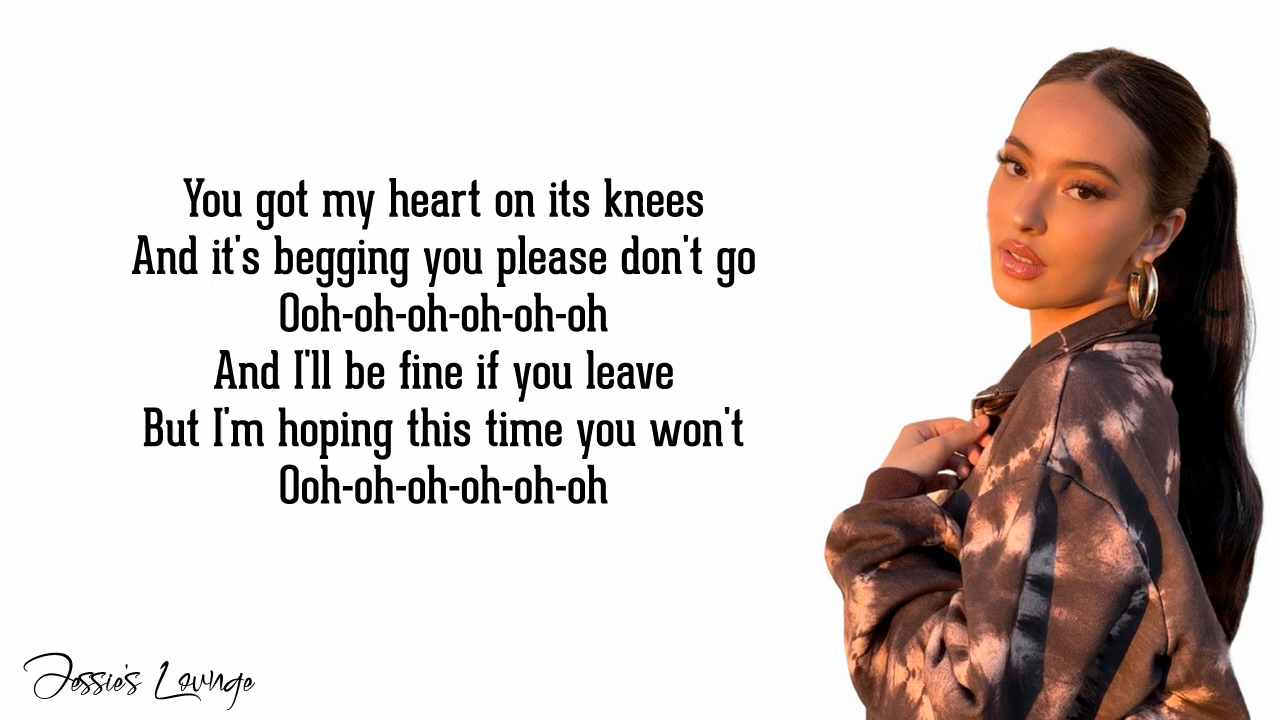 You got my heart on its knees
And it's begging you please don't go
Ooh-oh-oh-oh-oh-oh
And I'll be fine if you leave
But I'm hoping this time you won't
Ooh-oh-oh-oh-oh-oh
Jessie's Lounge